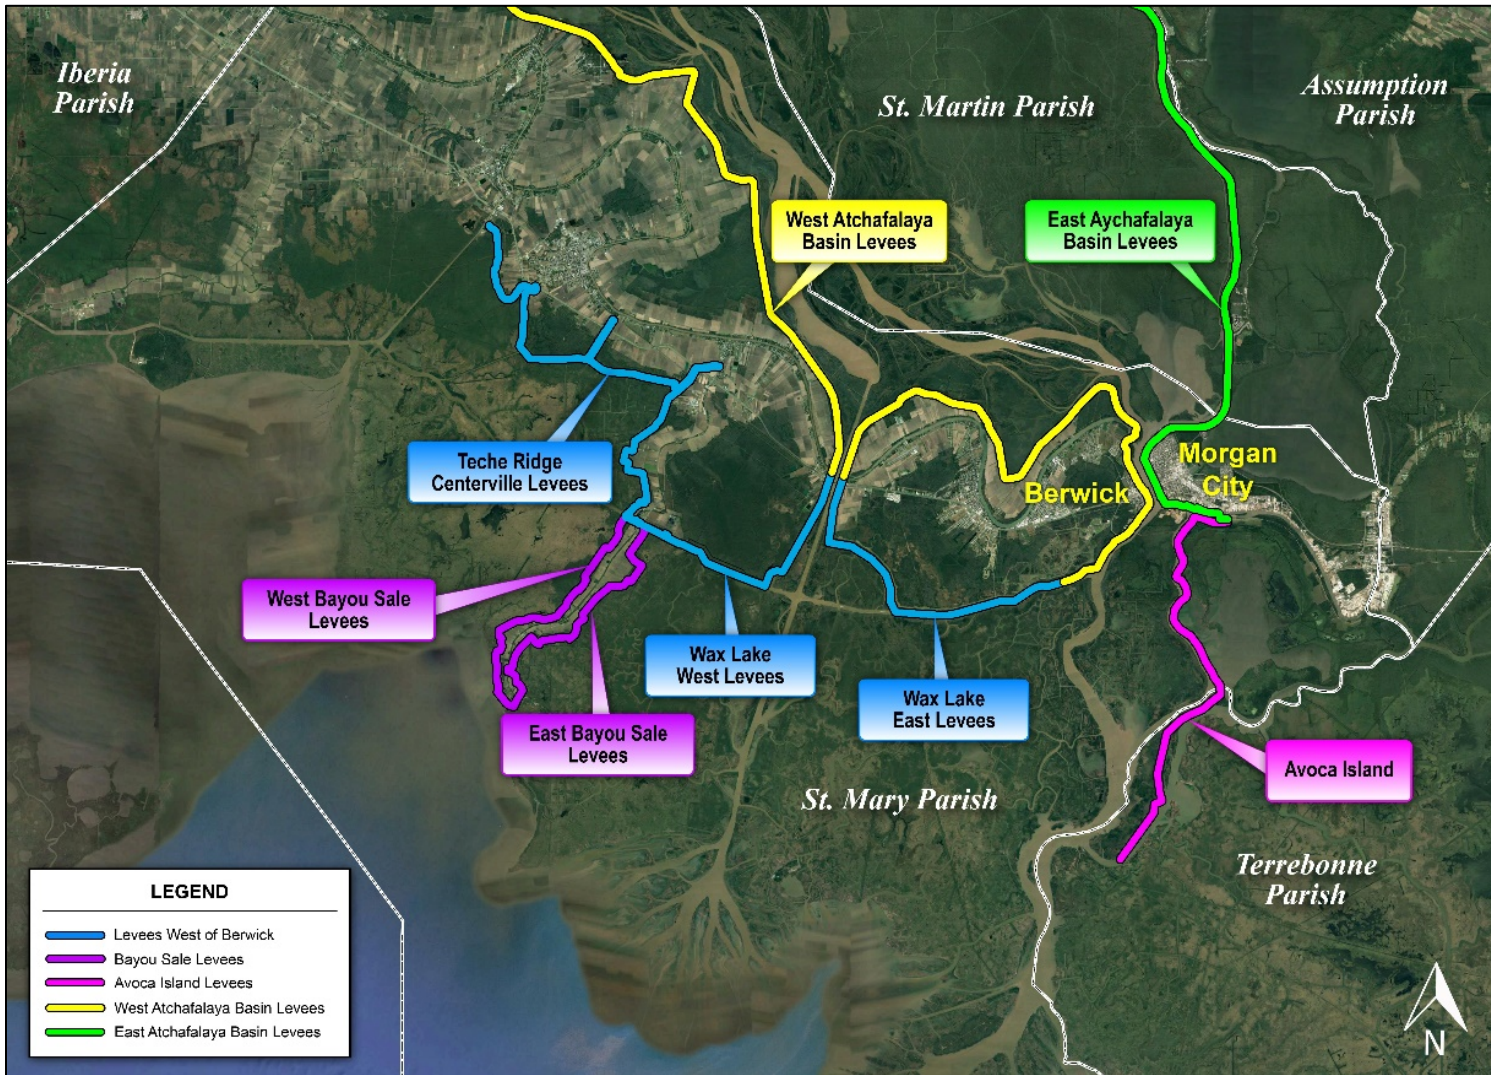 Iberia
Parish
St. Martin Parish
Assumption
Parish
West Atchafalaya
Basin Levees
East Aychafalaya
Basin Levees
Teche Ridge
Centerville Levees
Morgan
City
Berwick
West Bayou Sale
Levees
Wax Lake
West Levees
Wax Lake
East Levees
East Bayou Sale
Levees
Avoca Island
St. Mary Parish
Terrebonne
Parish
LEGEND
Levees West of Berwick
Bayou Sale Levees
Avoca Island Levees
West Atchafalaya Basin Levees
East Atchafalaya Basin Levees
N